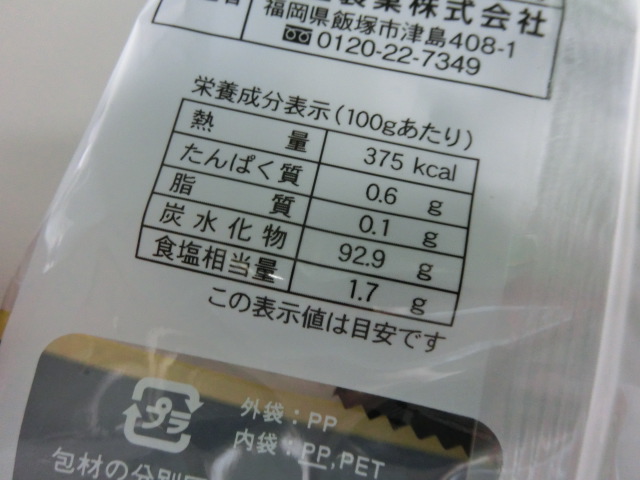 製菓株式会社
福岡県飯塚市津島408-1
0120-22-7349
栄養成分表示(100gあたり)
熱量 375 kcal
たんぱく質 0.6 g
脂質 0.1 g
炭水化物 92.9 g
食塩相当量 1.7 g
この表示値は目安です
プラ
外袋:PP
内袋:PP,PET
包材の分別